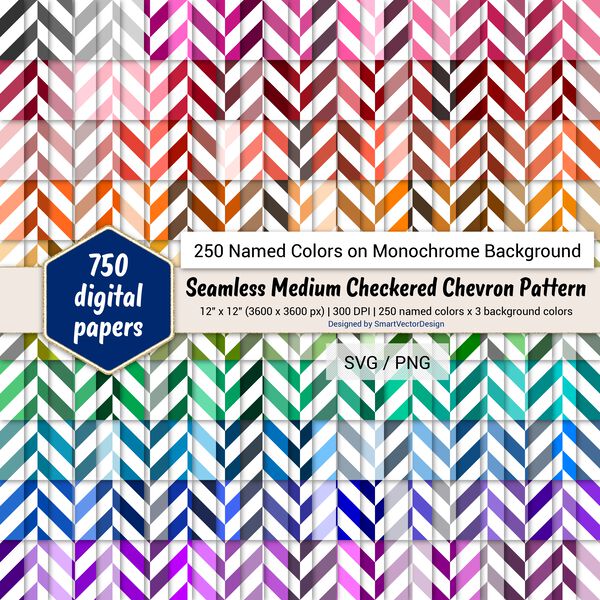 250 Named Colors on Monochrome Background
750
digital
papers
Seamless Medium Checkered Chevron Pattern
12" x 12" (3600 x 3600 px) | 300 DPI | 250 named colors x 3 background colors
Designed by SmartVectorDesign
SVG / PNG